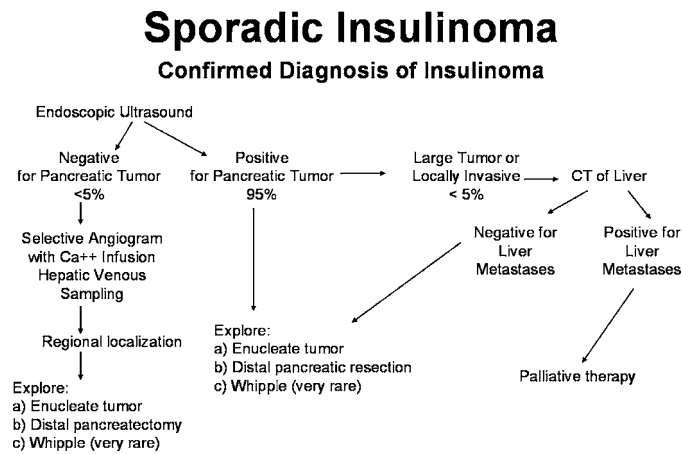 Sporadic Insulinoma
Confirmed Diagnosis of Insulinoma
Endoscopic Ultrasound
Negative
for Pancreatic Tumor
<5%
Positive
for Pancreatic Tumor
95%
Large Tumor or
Locally Invasive
< 5%
CT of Liver
Selective Angiogram
with Ca++ Infusion
Hepatic Venous
Sampling
Negative for
Liver
Metastases
Positive for
Liver
Metastases
Regional localization
Explore:
a) Enucleate tumor
b) Distal pancreatic resection
c) Whipple (very rare)
Palliative therapy
Explore:
a) Enucleate tumor
b) Distal pancreatectomy
c) Whipple (very rare)